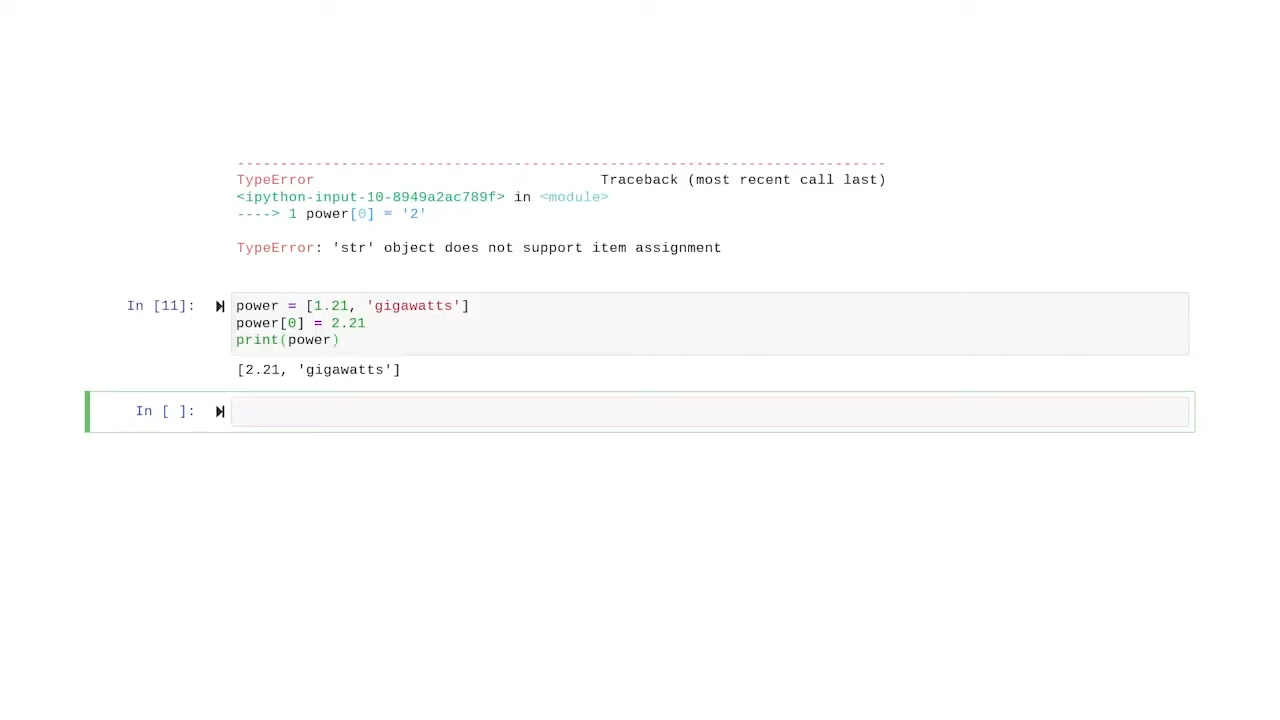 ---------------------------------------------------------------------------
TypeError Traceback (most recent call last)
<ipython-input-10-8949a2ac789f> in <module>
----> 1 power[0] = '2'
TypeError: 'str' object does not support item assignment
In [11]: power = [1.21, 'gigawatts']
power[0] = 2.21
print(power)
[2.21, 'gigawatts']
In [ ]: